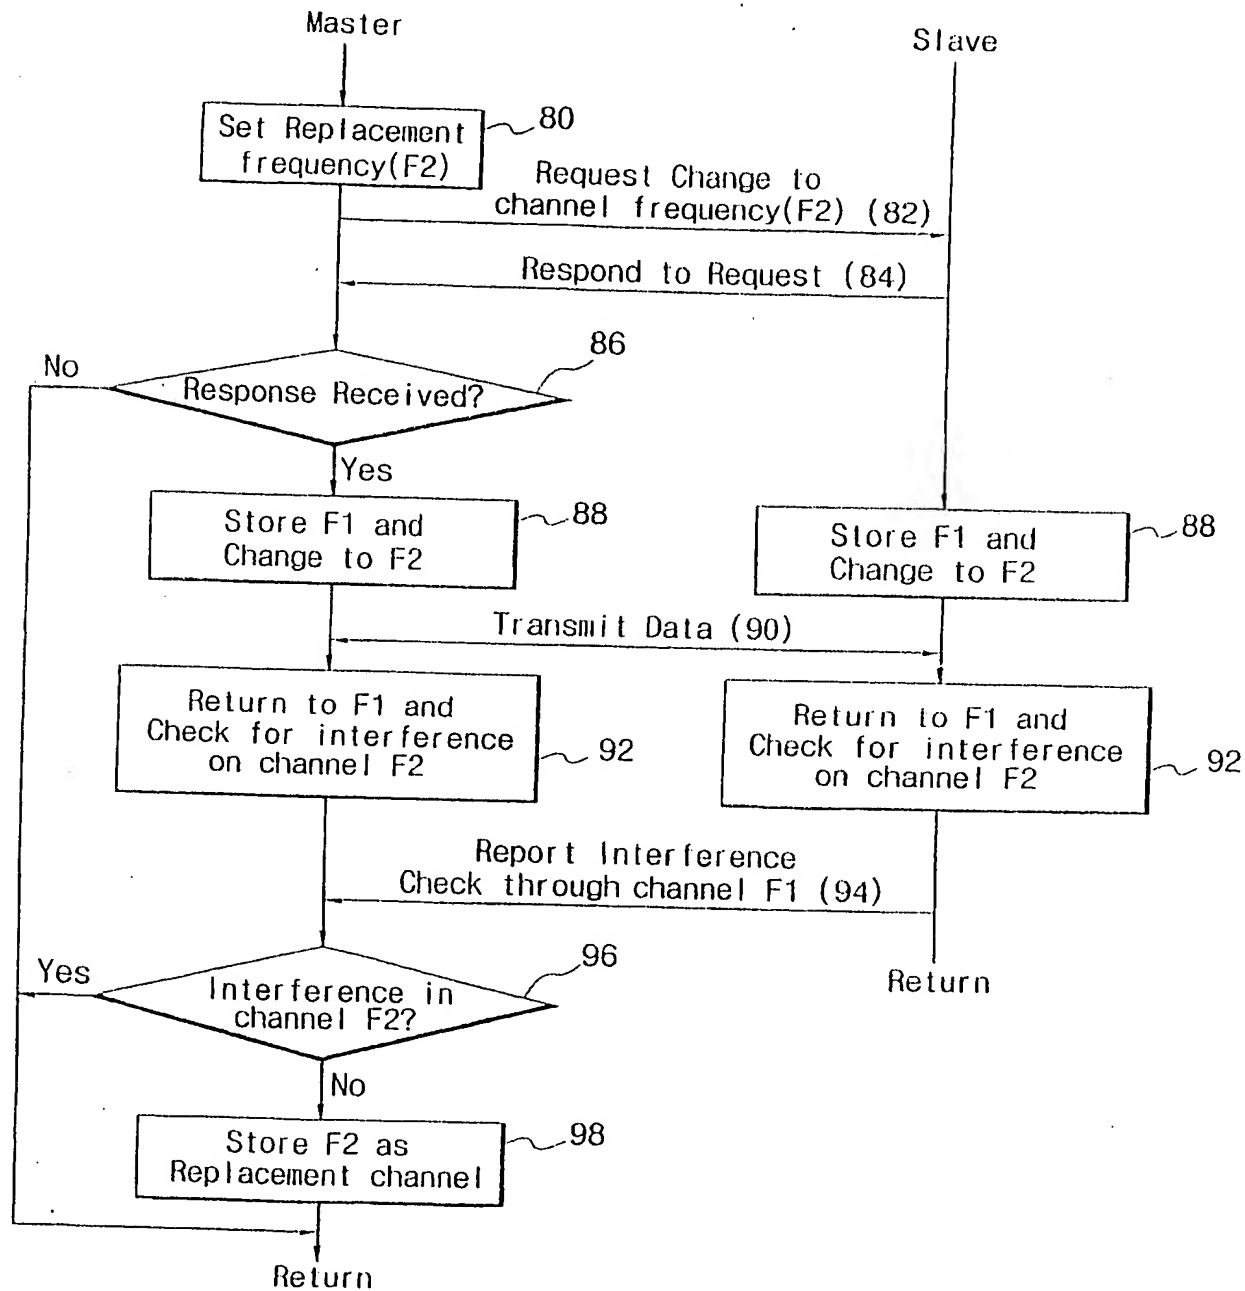 Master
Slave
Set Replacement
frequency(F2)
80
Request Change to
channel frequency(F2) (82)
Respond to Request (84)
86
No
Response Received?
Yes
Store F1 and
Change to F2
88
Store F1 and
Change to F2
88
Transmit Data (90)
Return to F1 and
Check for interference
on channel F2
92
Return to F1 and
Check for interference
on channel F2
92
Report Interference
Check through channel F1 (94)
96
Yes
Interference in
channel F2?
Return
No
Store F2 as
Replacement channel
98
Return